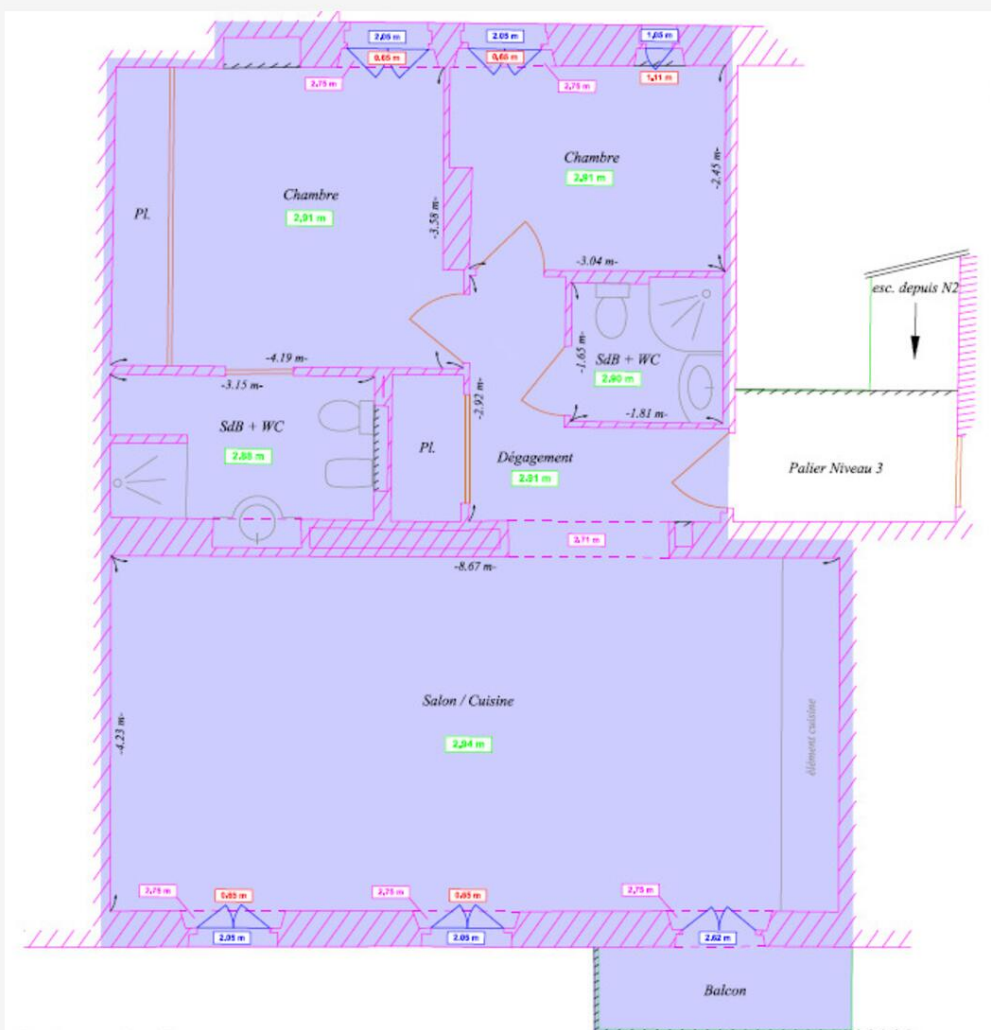 2,05 m
2,05 m
1,05 m
0,65 m
0,65 m
1,11 m
2,75 m
2,75 m
Chambre
2,91 m
-2.45 m-
Chambre
2,91 m
Pl.
-3.58 m-
-3.04 m-
esc. depuis N2
-4.19 m-
-3.15 m-
-1.65 m-
SdB + WC
2,90 m
-1.81 m-
-2.92 m-
SdB + WC
2,88 m
Pl.
Dégagement
2,91 m
Palier Niveau 3
2,71 m
-8.67 m-
Salon / Cuisine
2,94 m
-4.23 m-
élément cuisine
2,75 m
0,65 m
2,75 m
0,65 m
2,75 m
2,05 m
2,05 m
2,62 m
Balcon